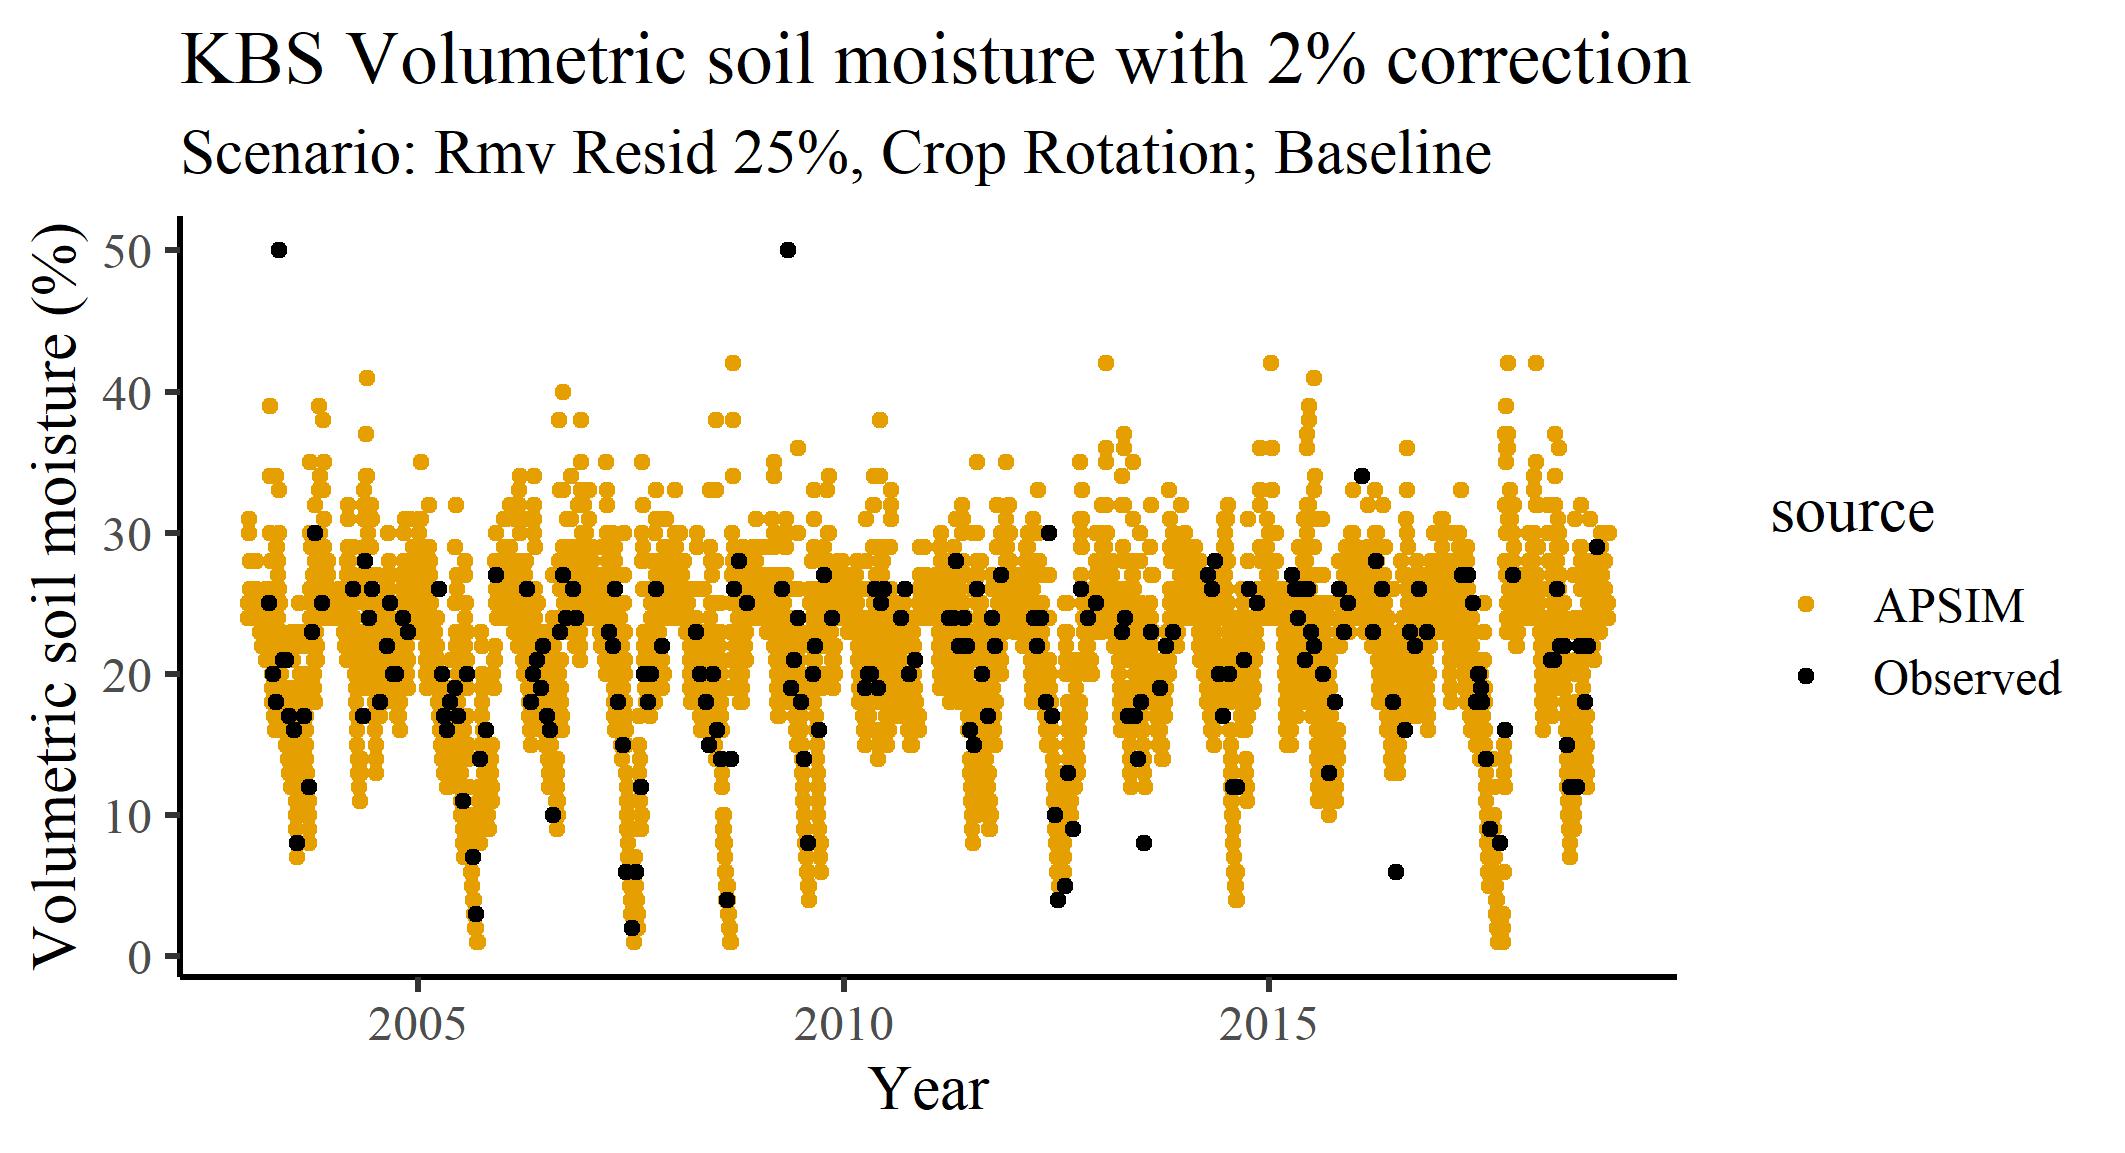 KBS Volumetric soil moisture with 2% correction
Scenario: Rmv Resid 25%, Crop Rotation; Baseline
Volumetric soil moisture (%)
50
40
30
20
10
0
2005
2010
2015
Year
source
APSIM
Observed